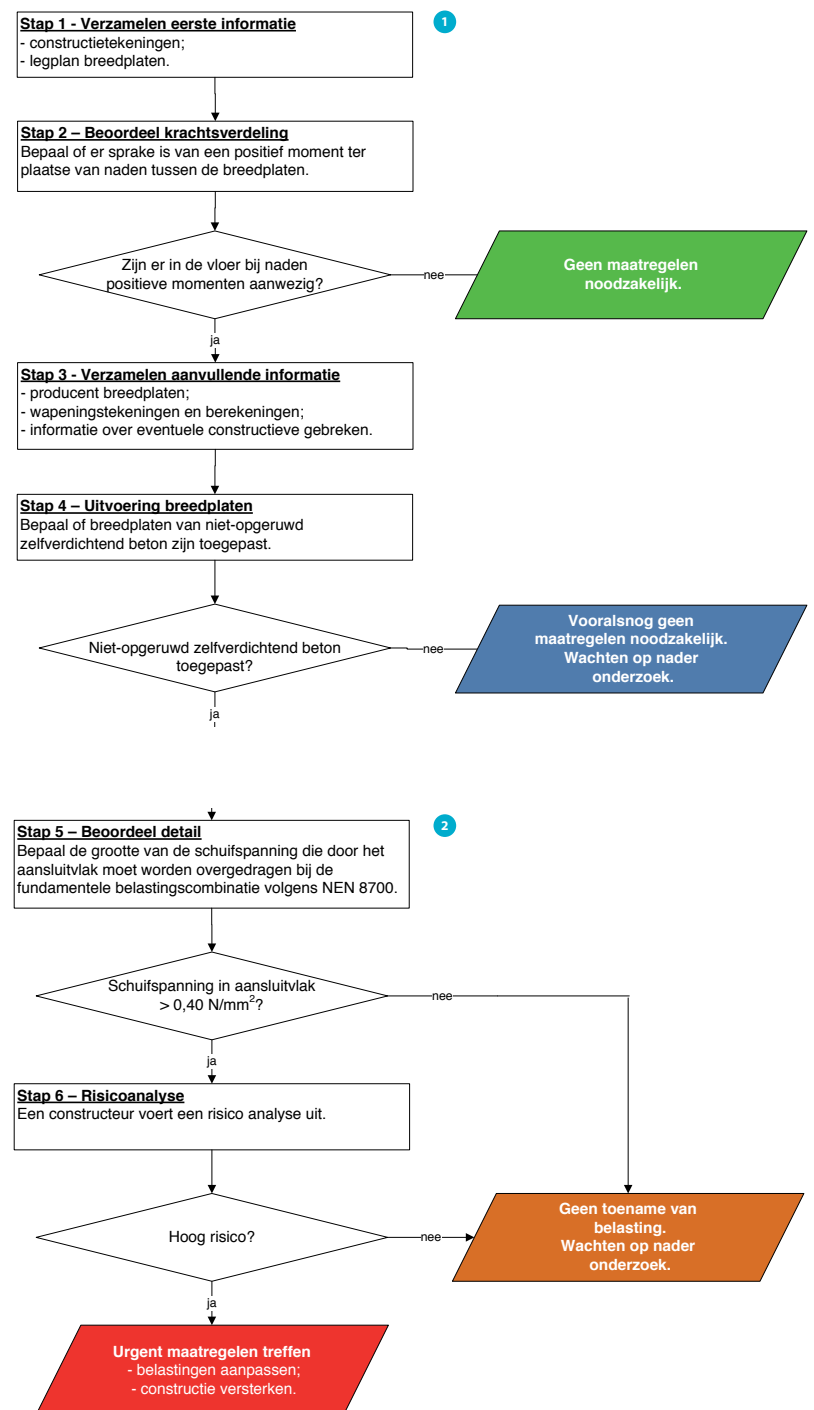 Stap 1 - Verzamelen eerste informatie
- constructietekeningen;
- legplan breedplaten.
1
Stap 2 – Beoordeel krachtsverdeling
Bepaal of er sprake is van een positief moment ter
plaatse van naden tussen de breedplaten.
Zijn er in de vloer bij naden
positieve momenten aanwezig?
nee
Geen maatregelen
noodzakelijk.
ja
Stap 3 - Verzamelen aanvullende informatie
- producent breedplaten;
- wapeningstekeningen en berekeningen;
- informatie over eventuele constructieve gebreken.
Stap 4 – Uitvoering breedplaten
Bepaal of breedplaten van niet-opgeruwd
zelfverdichtend beton zijn toegepast.
Niet-opgeruwd zelfverdichtend beton
toegepast?
nee
Vooralsnog geen
maatregelen noodzakelijk.
Wachten op nader
onderzoek.
ja
Stap 5 – Beoordeel detail
Bepaal de grootte van de schuifspanning die door het
aansluitvlak moet worden overgedragen bij de
fundamentele belastingscombinatie volgens NEN 8700.
2
Schuifspanning in aansluitvlak
> 0,40 N/mm²?
nee
ja
Stap 6 – Risicoanalyse
Een constructeur voert een risico analyse uit.
Hoog risico?
nee
Geen toename van
belasting.
Wachten op nader
onderzoek.
ja
Urgent maatregelen treffen
- belastingen aanpassen;
- constructie versterken.